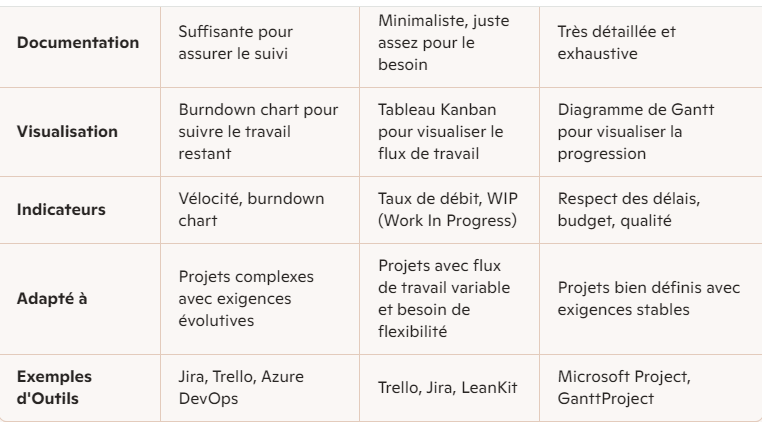 Documentation
Suffisante pour
assurer le suivi
Minimaliste, juste
assez pour le
besoin
Très détaillée et
exhaustive
Visualisation
Burndown chart pour
suivre le travail
restant
Tableau Kanban
pour visualiser le
flux de travail
Diagramme de Gantt
pour visualiser la
progression
Indicateurs
Vélocité, burndown
chart
Taux de débit, WIP
(Work In Progress)
Respect des délais,
budget, qualité
Adapté à
Projets complexes
avec exigences
évolutives
Projets avec flux
de travail variable
et besoin de
flexibilité
Projets bien définis avec
exigences stables
Exemples
d'Outils
Jira, Trello, Azure
DevOps
Trello, Jira, LeanKit
Microsoft Project,
GanttProject